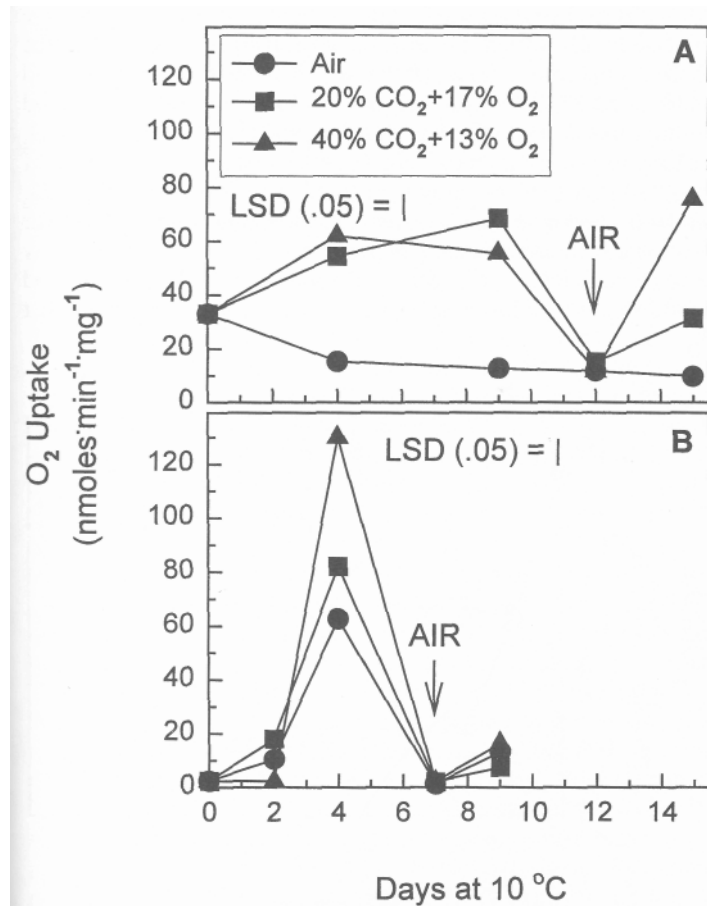 A
Air
20% CO₂+17% O₂
40% CO₂+13% O₂
LSD (.05) = |
AIR
120
100
80
60
40
20
0
B
LSD (.05) = |
AIR
120
100
80
60
40
20
0
0 2 4 6 8 10 12 14
O₂ Uptake
(nmoles·min⁻¹·mg⁻¹)
Days at 10 °C